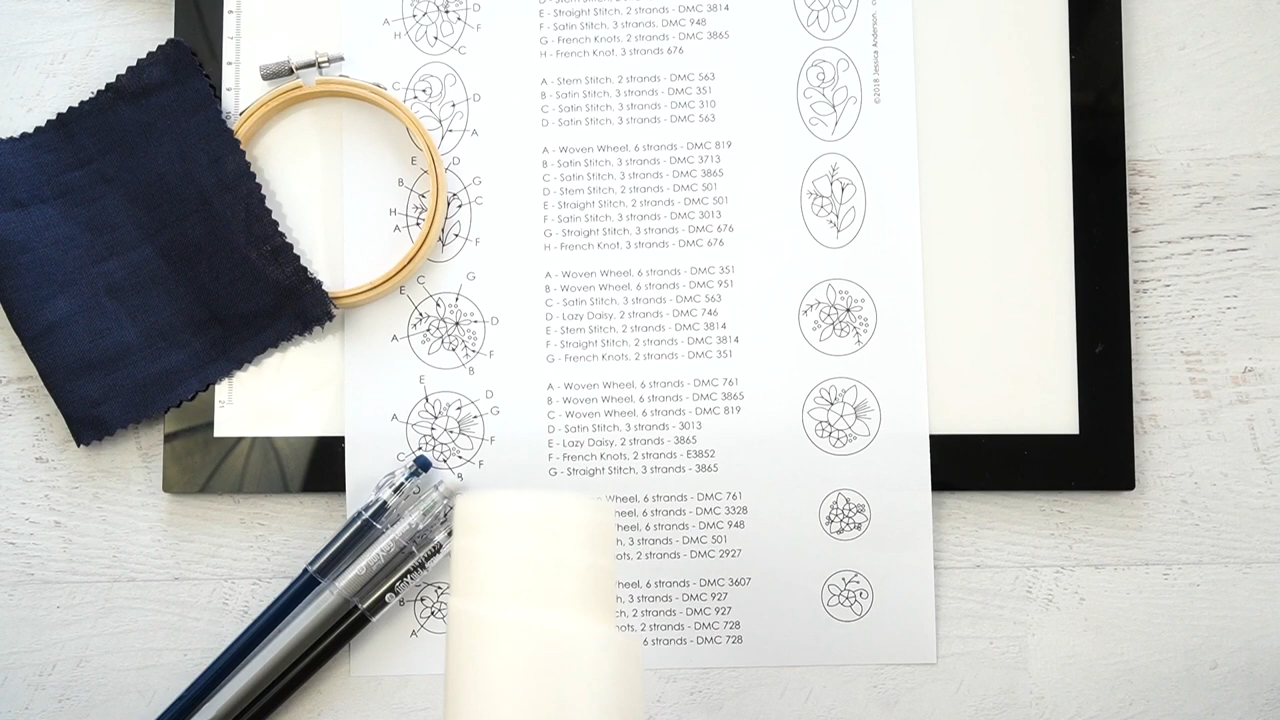 E - Straight Stitch, 2 strands - DMC 3814
F - Satin Stitch, 3 strands, DMC 948
G - French Knots, 2 strands - DMC 3865
H - French Knot, 3 strands
A - Stem Stitch, 2 strands - DMC 563
B - Satin Stitch, 3 strands - DMC 351
C - Satin Stitch, 3 strands - DMC 310
D - Satin Stitch, 3 strands - DMC 563
A - Woven Wheel, 6 strands - DMC 819
B - Satin Stitch, 3 strands - DMC 3713
C - Satin Stitch, 3 strands - DMC 3865
D - Stem Stitch, 2 strands - DMC 501
E - Straight Stitch, 2 strands - DMC 501
F - Satin Stitch, 3 strands - 3013
G - Straight Stitch, 3 strands - DMC 676
H - French Knot, 3 strands - DMC 676
A - Woven Wheel, 6 strands - DMC 351
B - Woven Wheel, 6 strands - DMC 951
C - Satin Stitch, 3 strands - DMC 563
D - Lazy Daisy, 2 strands - DMC 746
E - Stem Stitch, 2 strands - DMC 3814
F - Straight Stitch, 2 strands - DMC 3814
G - French Knots, 2 strands - DMC 351
A - Woven Wheel, 6 strands - DMC 761
B - Woven Wheel, 6 strands - DMC 3865
C - Woven Wheel, 6 strands - DMC 819
D - Satin Stitch, 3 strands - 3013
E - Lazy Daisy, 2 strands - 3865
F - French Knots, 2 strands - E3852
G - Straight Stitch, 3 strands - 3865
Wheel, 6 strands - DMC 761
heel, 6 strands - DMC 3328
heel, 6 strands - DMC 948
h, 3 strands - DMC 501
ots, 2 strands - DMC 2927
heel, 6 strands - DMC 3607
h, 3 strands - DMC 927
ch, 2 strands - DMC 927
nots, 2 strands - DMC 728
6 strands - DMC 728
©2018 Jessica Anderson,